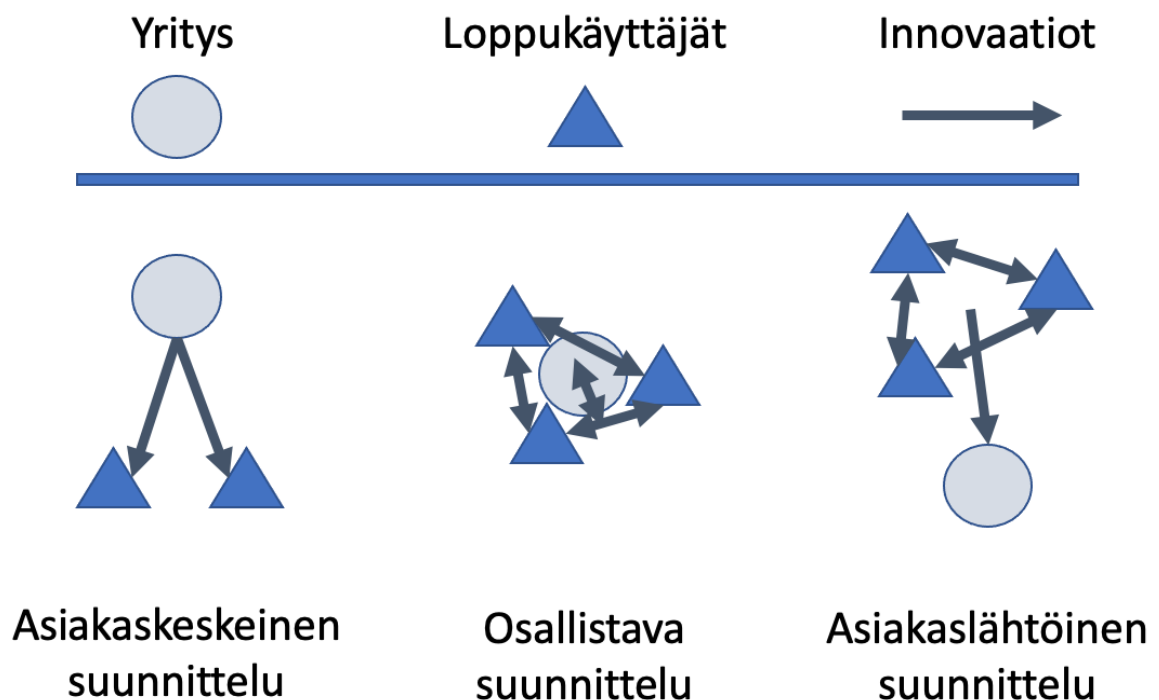 Yritys
Loppukäyttäjät
Innovaatiot
Asiakaskeskeinen
suunnittelu
Osallistava
suunnittelu
Asiakaslähtöinen
suunnittelu